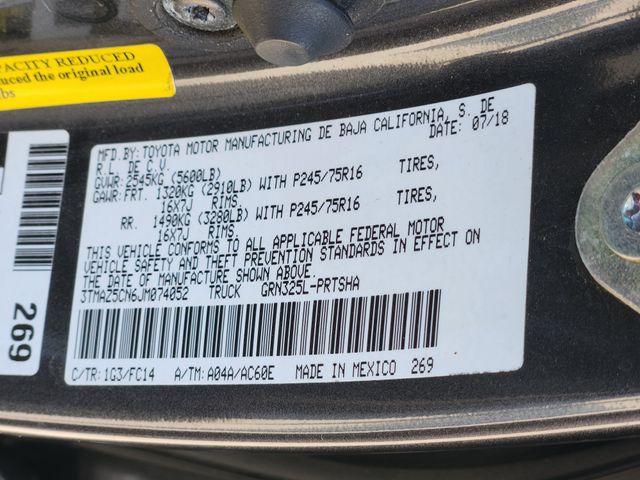 PACITY REDUCED
duced the original load
lbs
MFD.BY: TOYOTA MOTOR MANUFACTURING DE BAJA CALIFORNIA, S. DE
R.L. DE C.V. DATE: 07/18
GVWR: 2545KG (5600LB)
GAWR: FRT. 1320KG (2910LB) WITH P245/75R16 TIRES,
16X7J RIMS.
RR. 1490KG (3280LB) WITH P245/75R16 TIRES,
16X7J RIMS.
THIS VEHICLE CONFORMS TO ALL APPLICABLE FEDERAL MOTOR
VEHICLE SAFETY AND THEFT PREVENTION STANDARDS IN EFFECT ON
THE DATE OF MANUFACTURE SHOWN ABOVE.
3TMAZ5CN6JM074052 TRUCK GRN325L-PRTSHA
C/TR: 1G3/FC14 A/TM: A04A/AC60E MADE IN MEXICO 269
269